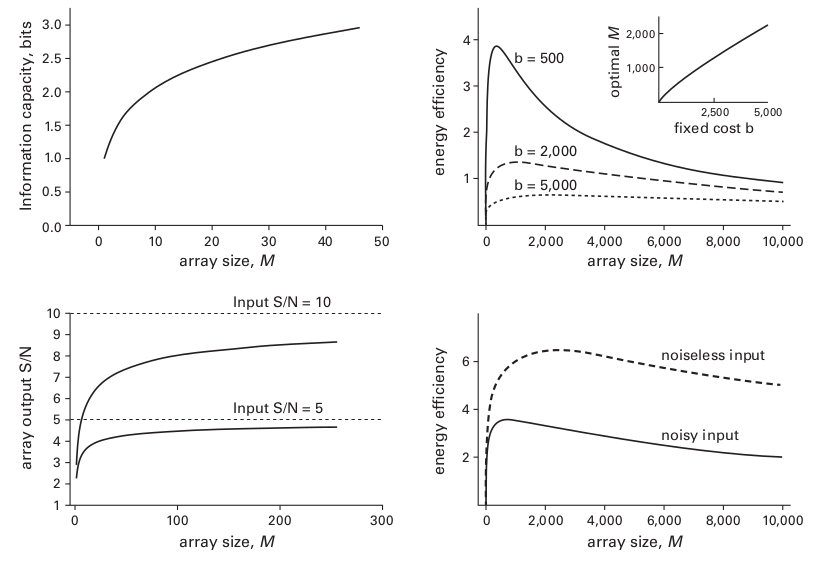 Information capacity, bits
3.0
2.5
2.0
1.5
1.0
0.5
0.0
0 10 20 30 40 50
array size, M
energy efficiency
4
3
2
1
b = 500
b = 2,000
b = 5,000
0 2,000 4,000 6,000 8,000 10,000
array size, M
optimal M
2,000
1,000
2,500 5,000
fixed cost b
array output S/N
10
9
8
7
6
5
4
3
2
1
Input S/N = 10
Input S/N = 5
0 100 200 300
array size, M
energy efficiency
6
4
2
noiseless input
noisy input
0 2,000 4,000 6,000 8,000 10,000
array size, M